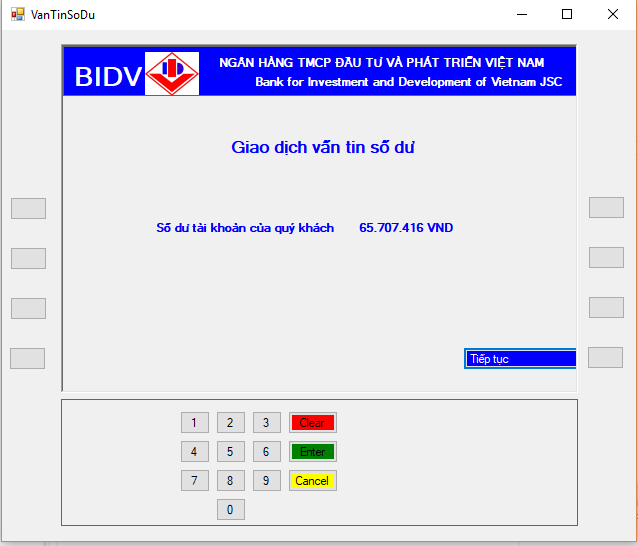 VanTinSoDu
BIDV
NGÂN HÀNG TMCP ĐẦU TƯ VÀ PHÁT TRIỂN VIỆT NAM
Bank for Investment and Development of Vietnam JSC
Giao dịch vấn tin số dư
Số dư tài khoản của quý khách 65.707.416 VND
Tiếp tục
1 2 3 Clear
4 5 6 Enter
7 8 9 Cancel
0